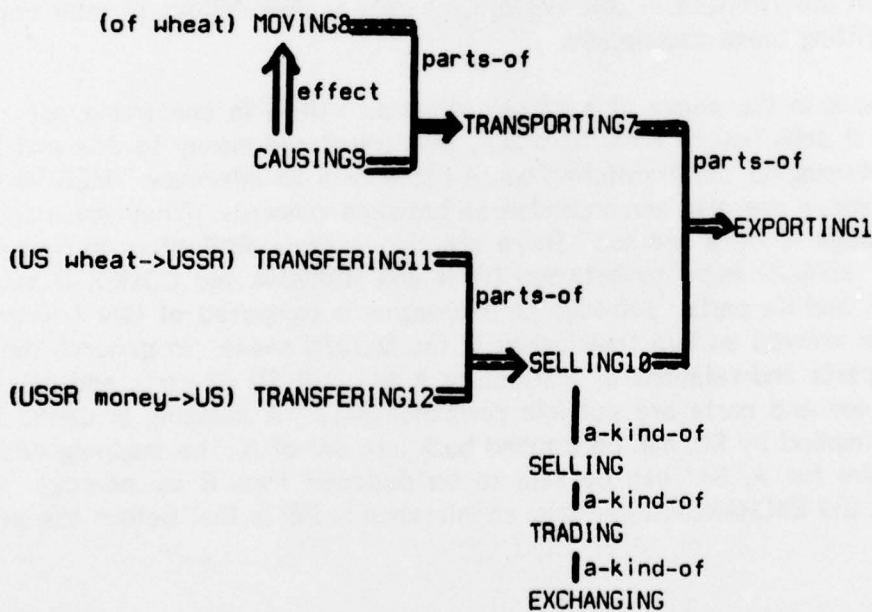 (of wheat) MOVING8
parts-of
effect
TRANSPORTING7
CAUSING9
parts-of
EXPORTING1
(US wheat->USSR) TRANSFERING11
parts-of
SELLING10
(USSR money->US) TRANSFERING12
a-kind-of
SELLING
a-kind-of
TRADING
a-kind-of
EXCHANGING